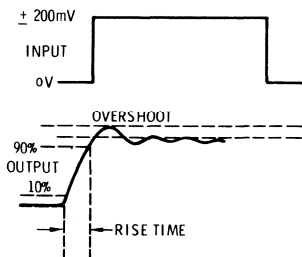 ± 200mV
INPUT
0V
OVERSHOOT
90%
OUTPUT
10%
RISE TIME